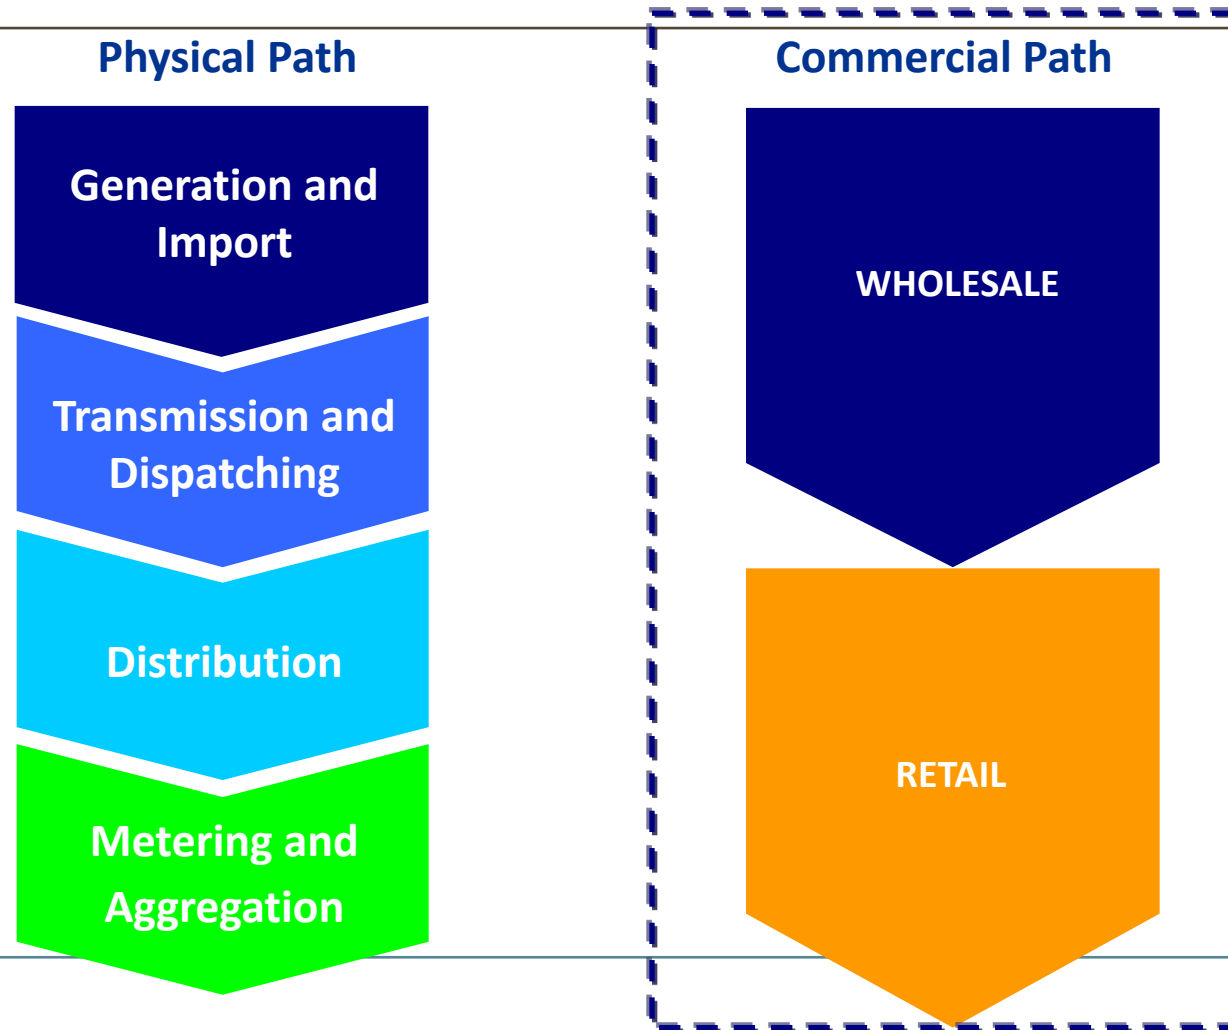 Physical Path
Generation and
Import
Transmission and
Dispatching
Distribution
Metering and
Aggregation
Commercial Path
WHOLESALE
RETAIL